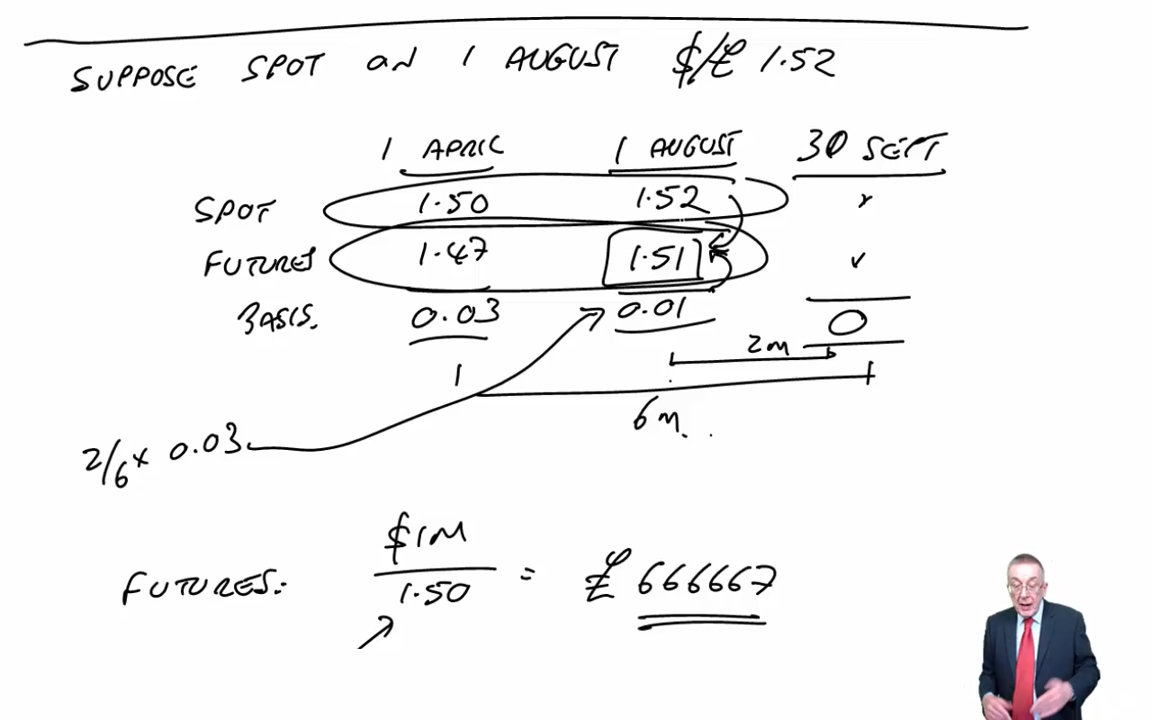 SUPPOSE SPOT ON 1 AUGUST $/£ 1.52
1 APRIL 1 AUGUST 30 SEPT
SPOT 1.50 1.52
FUTURES 1.47 1.51
BASIS. 0.03 0.01 0
2m
6m.
2/6 x 0.03
FUTURES: $1M / 1.50 = £ 666667